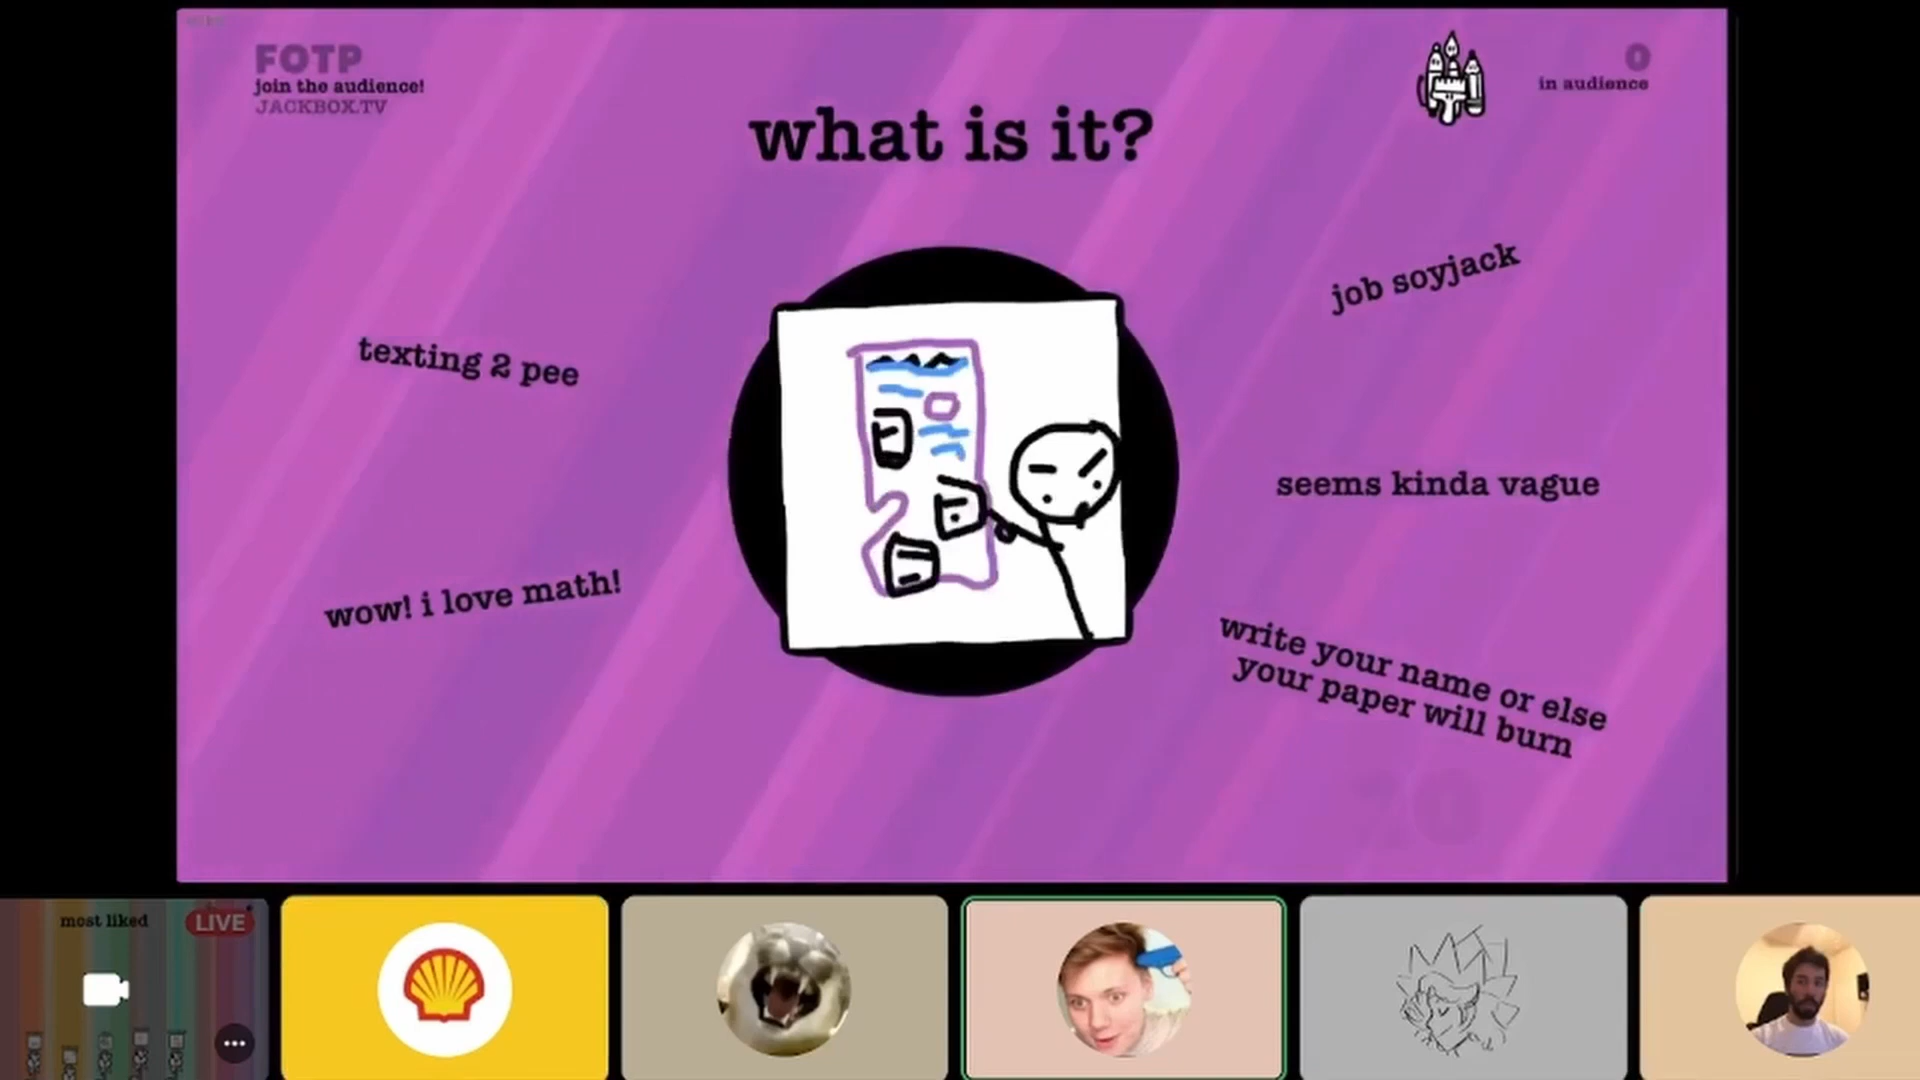 FOTP
join the audience!
JACKBOX.TV
0
in audience
what is it?
job soyjack
texting 2 pee
seems kinda vague
wow! i love math!
write your name or else
your paper will burn
most liked
LIVE